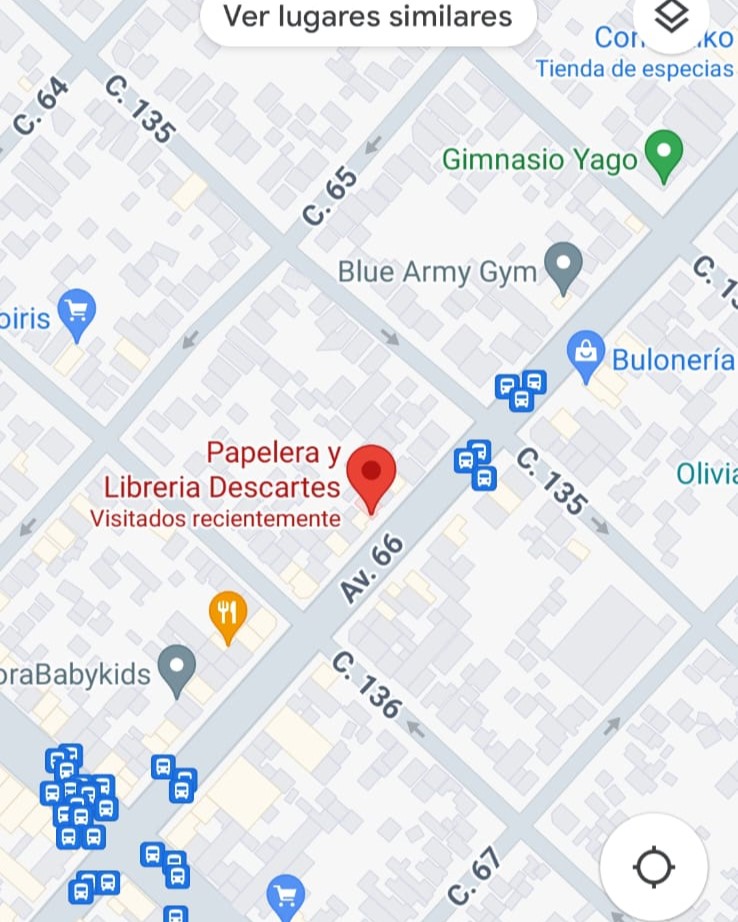 Ver lugares similares
Tienda de especias
C. 64
C. 135
Gimnasio Yago
C. 65
Blue Army Gym
Bulonería
Papelera y
Libreria Descartes
Visitados recientemente
C. 135
Av. 66
C. 136
C. 67